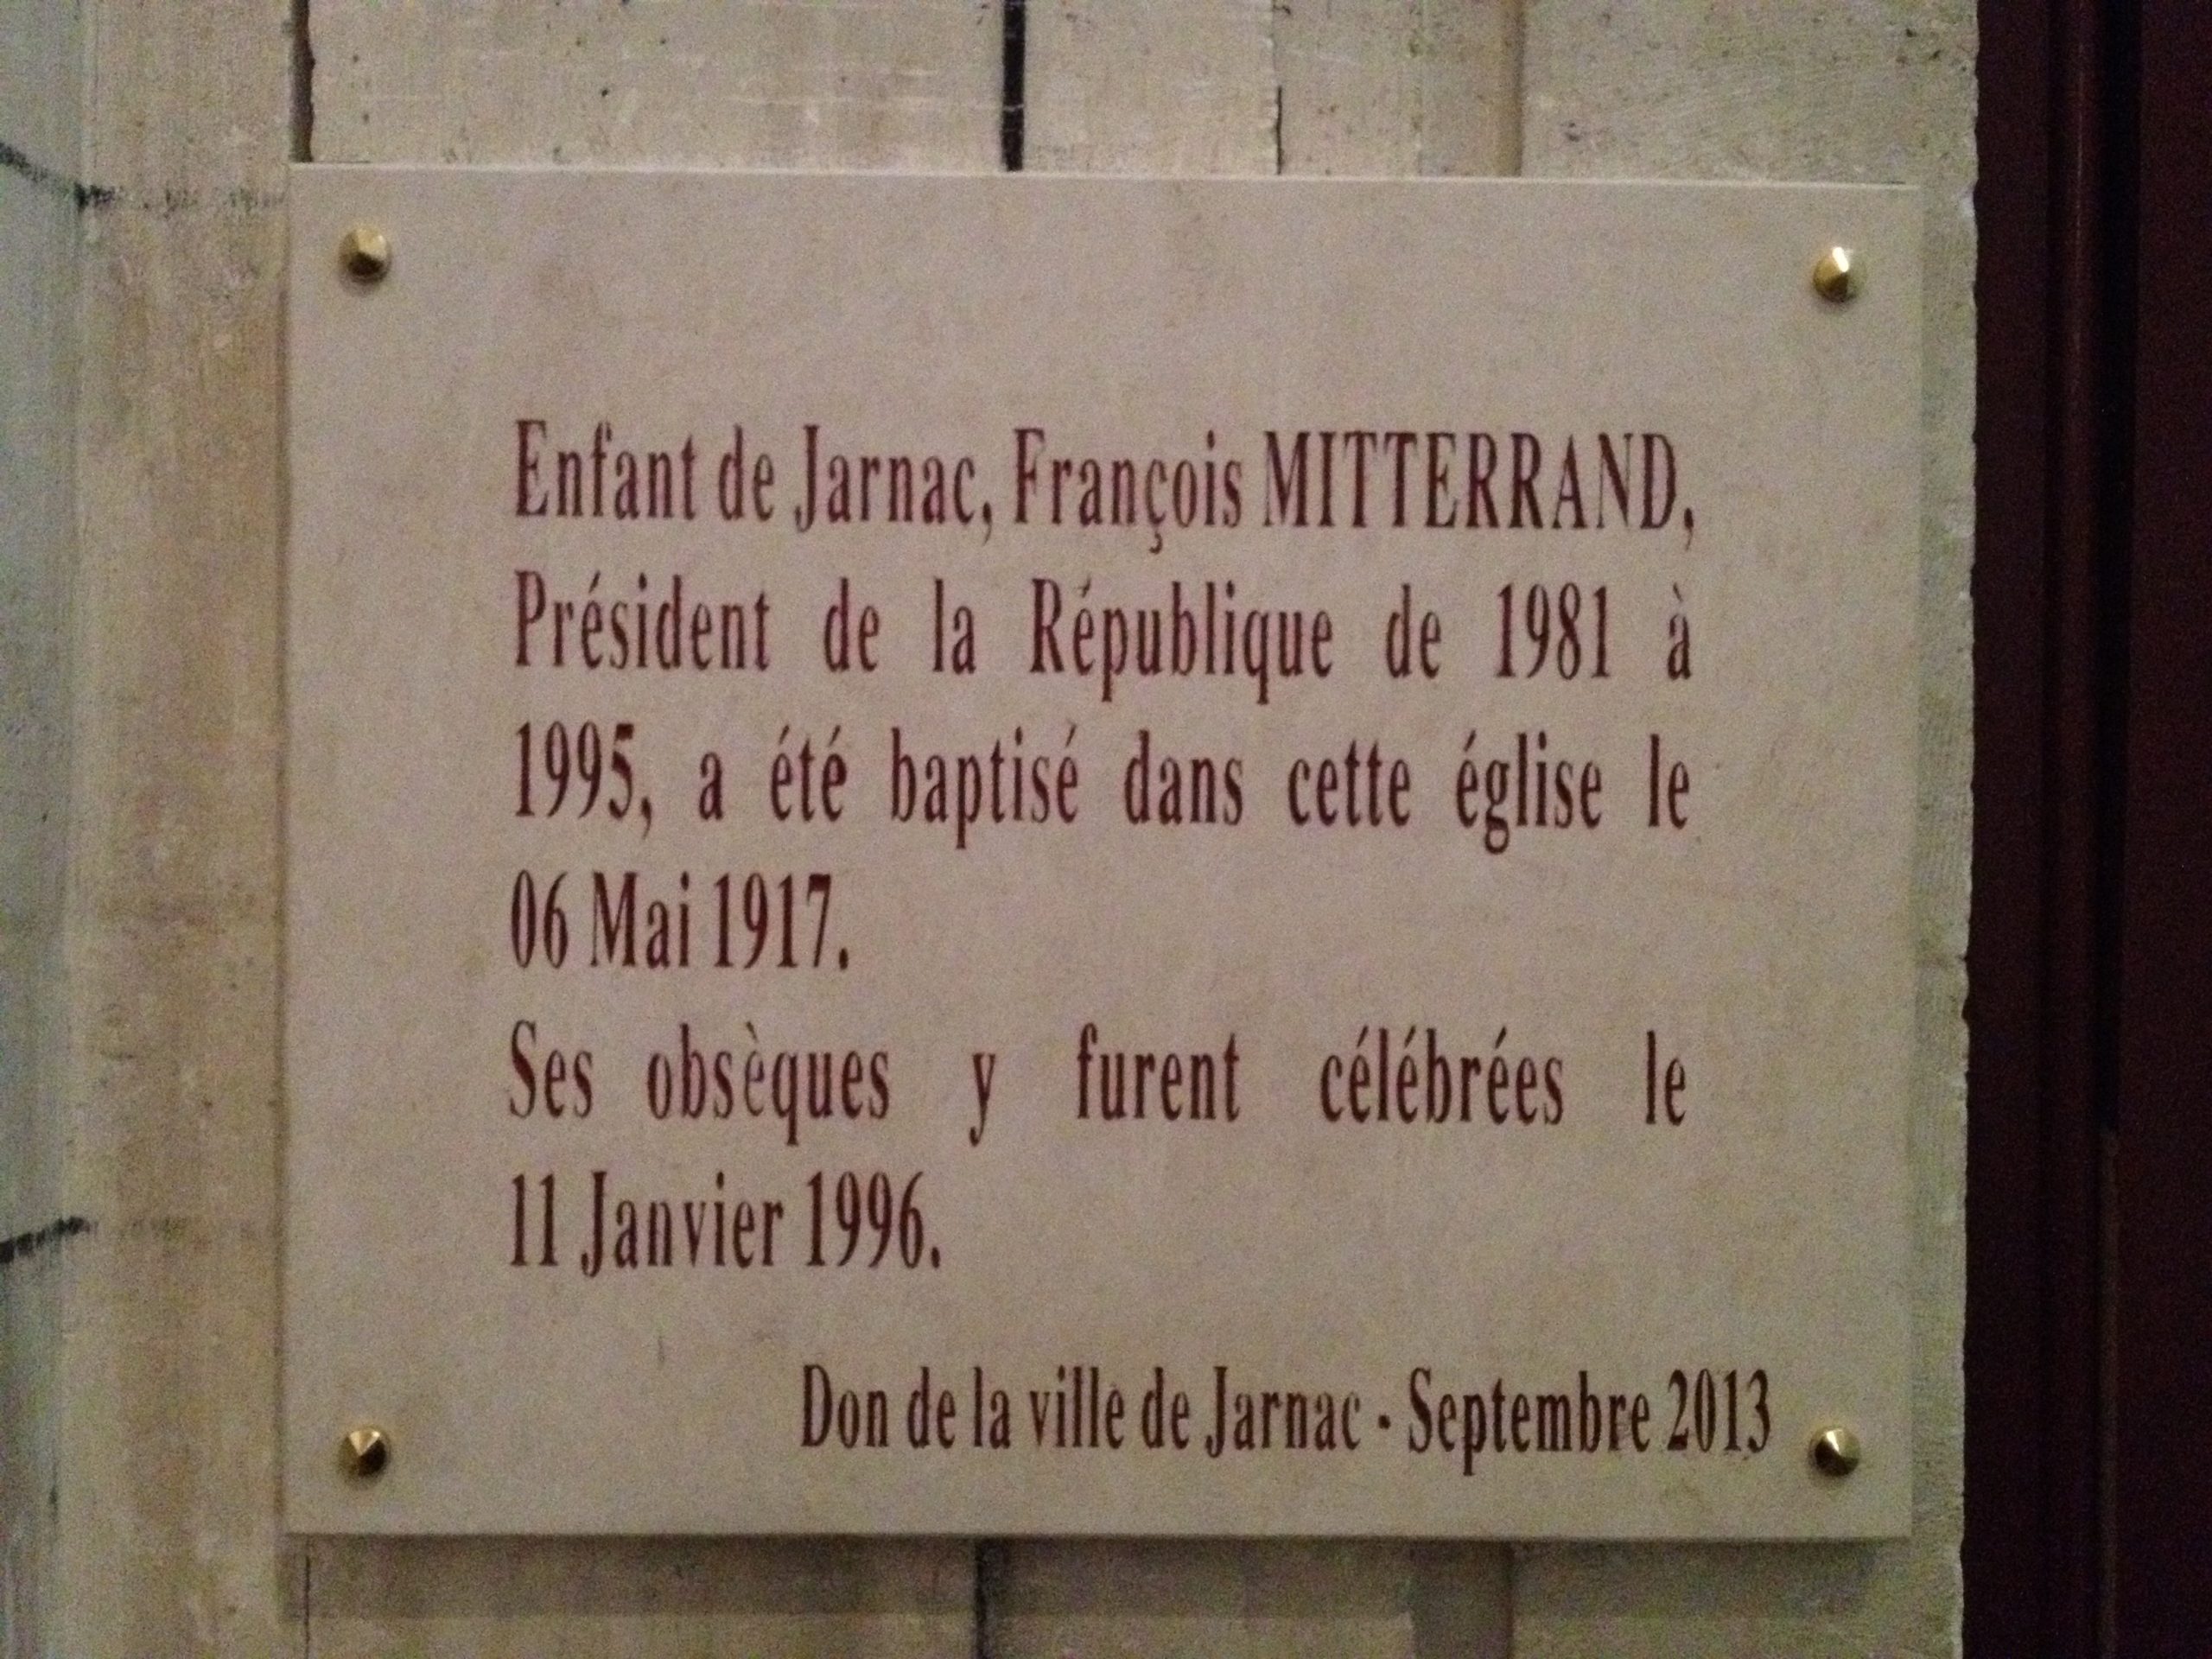 Enfant de Jarnac, François MITTERRAND,
Président de la République de 1981 à
1995, a été baptisé dans cette église le
06 Mai 1917.
Ses obsèques y furent célébrées le
11 Janvier 1996.
Don de la ville de Jarnac - Septembre 2013